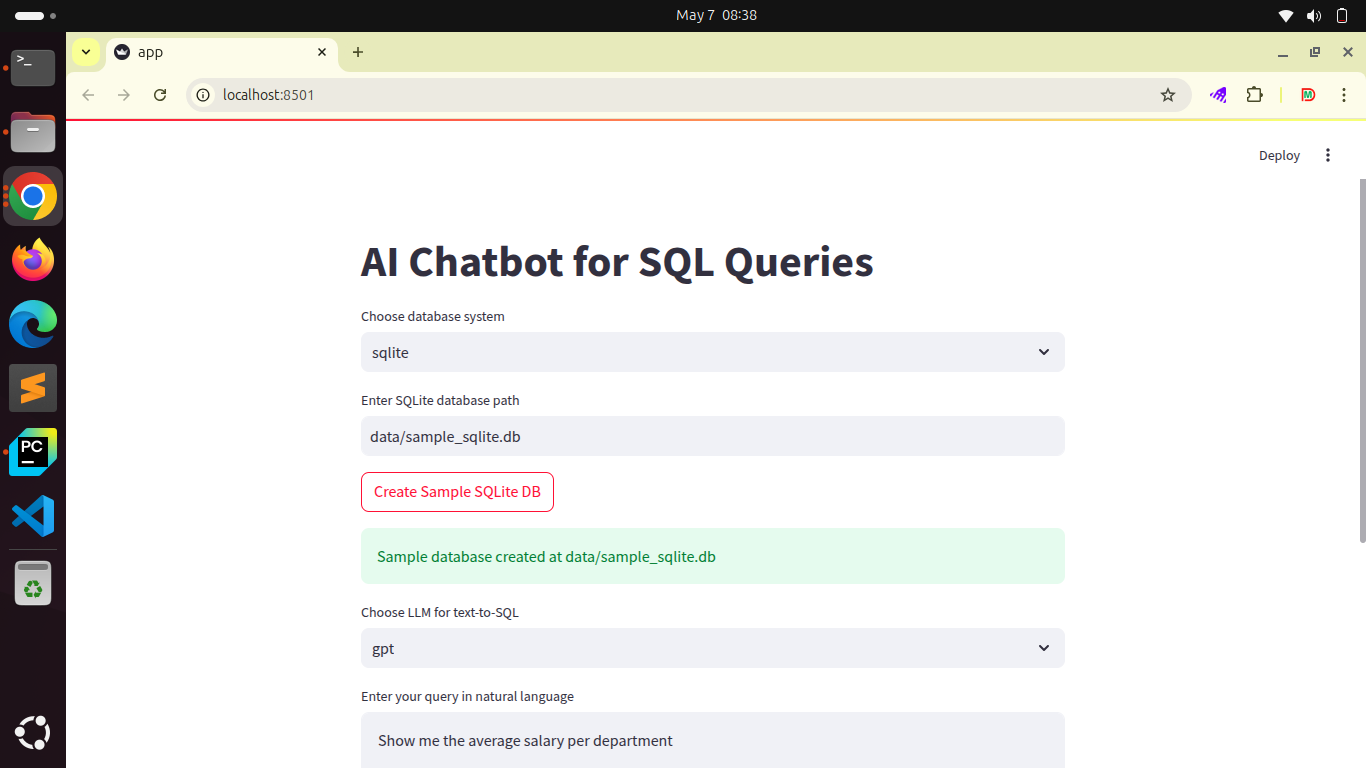 May 7 08:38
app
localhost:8501
Deploy
AI Chatbot for SQL Queries
Choose database system
sqlite
Enter SQLite database path
data/sample_sqlite.db
Create Sample SQLite DB
Sample database created at data/sample_sqlite.db
Choose LLM for text-to-SQL
gpt
Enter your query in natural language
Show me the average salary per department
>_
PC
M